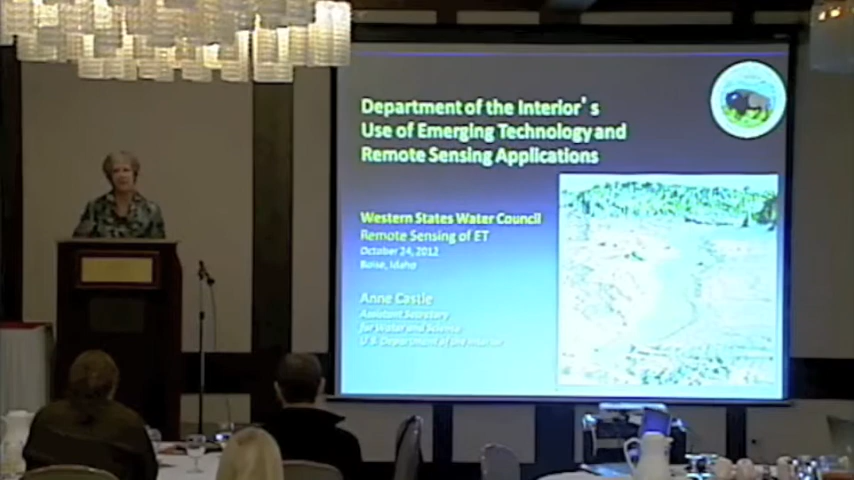 Department of the Interior's
Use of Emerging Technology and
Remote Sensing Applications
Western States Water Council
Remote Sensing of ET
October 24, 2012
Boise, Idaho
Anne Castle
Assistant Secretary
for Water and Science
U.S. Department of the Interior